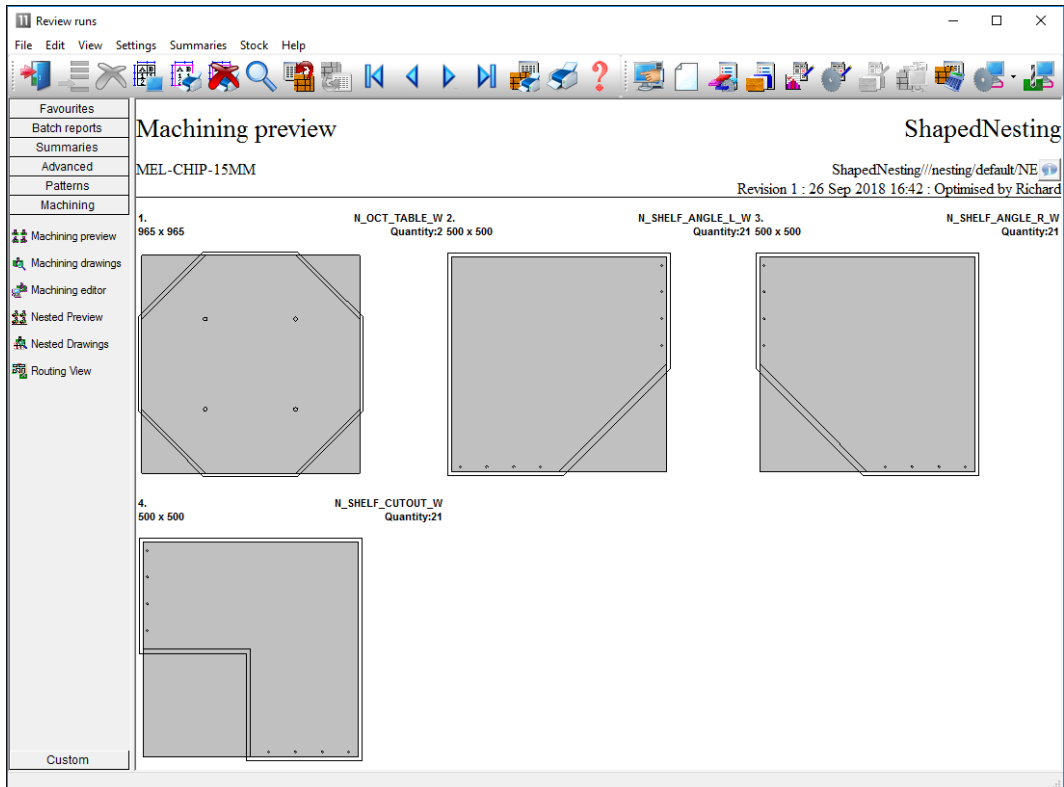 Review runs
File Edit View Settings Summaries Stock Help
Favourites
Batch reports
Summaries
Advanced
Patterns
Machining
Machining preview
Machining drawings
Machining editor
Nested Preview
Nested Drawings
Routing View
Custom
Machining preview ShapedNesting
MEL-CHIP-15MM ShapedNesting///nesting/default/NE
Revision 1 : 26 Sep 2018 16:42 : Optimised by Richard
1. N_OCT_TABLE_W 2. N_SHELF_ANGLE_L_W 3. N_SHELF_ANGLE_R_W
965 x 965 Quantity:2 500 x 500 Quantity:21 500 x 500 Quantity:21
4. N_SHELF_CUTOUT_W
500 x 500 Quantity:21